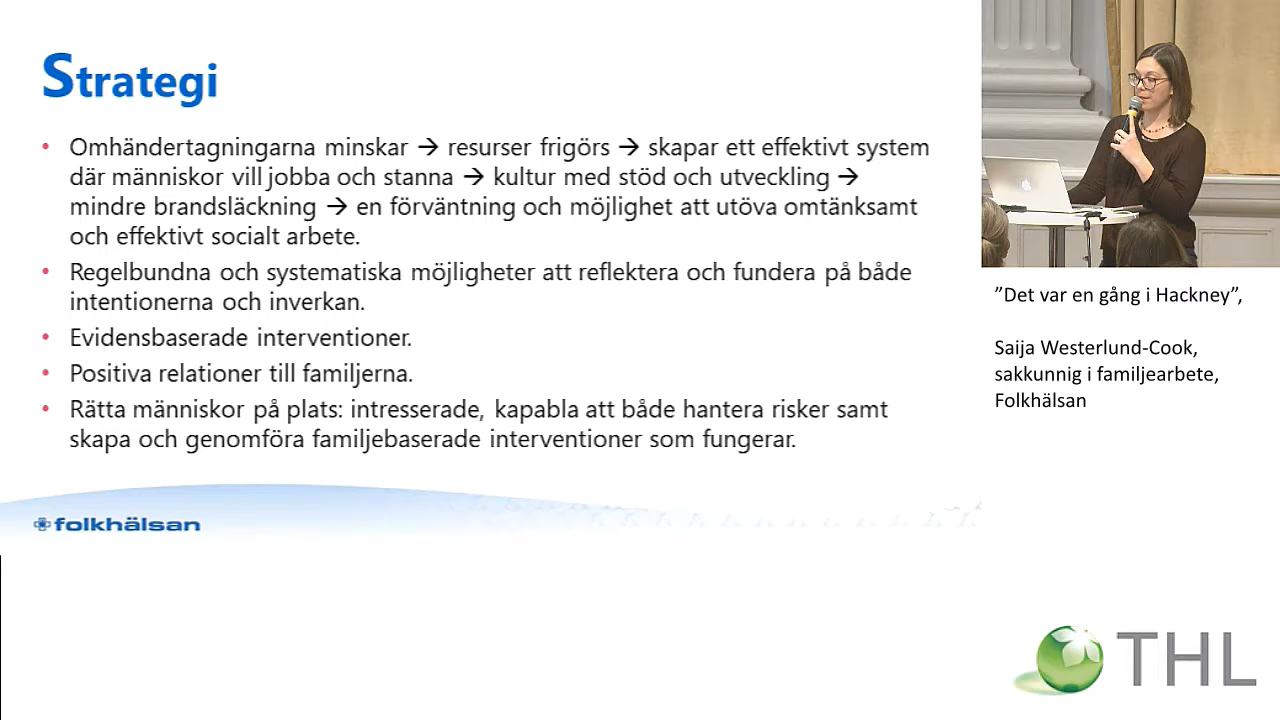 Strategi
• Omhändertagningarna minskar → resurser frigörs → skapar ett effektivt system
där människor vill jobba och stanna → kultur med stöd och utveckling →
mindre brandsläckning → en förväntning och möjlighet att utöva omtänksamt
och effektivt socialt arbete.
• Regelbundna och systematiska möjligheter att reflektera och fundera på både
intentionerna och inverkan.
• Evidensbaserade interventioner.
• Positiva relationer till familjerna.
• Rätta människor på plats: intresserade, kapabla att både hantera risker samt
skapa och genomföra familjebaserade interventioner som fungerar.
folkhälsan
”Det var en gång i Hackney”,
Saija Westerlund-Cook,
sakkunnig i familjearbete,
Folkhälsan
THL